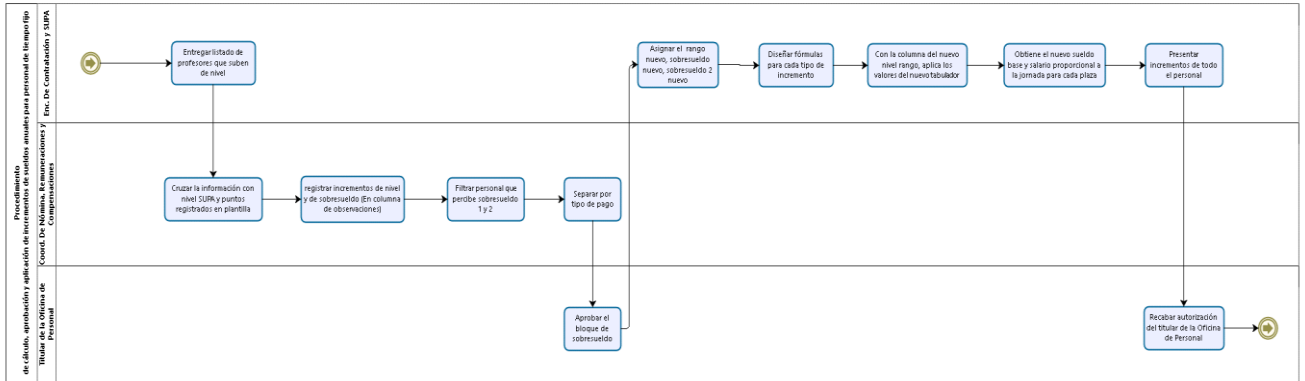 Procedimiento
de cálculo, aprobación y aplicación de incrementos de sueldos anuales para personal de tiempo fijo
Enc. De Contratación y SUPA
Entregar listado de
profesores que suben
de nivel
Asignar el rango
nuevo, sobresueldo
nuevo, sobresueldo 2
nuevo
Diseñar fórmulas
para cada tipo de
incremento
Con la columna del nuevo
nivel rango, aplica los
valores del nuevo tabulador
Obtiene el nuevo sueldo
base y salario proporcional a
la jornada para cada plaza
Presentar
incrementos de todo
el personal
Coord. De Nómina, Remuneraciones y
Compensaciones
Cruzar la información con
nivel SUPA y puntos
registrados en plantilla
registrar incrementos de nivel
y de sobresueldo (En columna
de observaciones)
Filtrar personal que
percibe sobresueldo
1 y 2
Separar por
tipo de pago
Titular de la Oficina de
Personal
Aprobar el
bloque de
sobresueldo
Recabar autorización
del titular de la Oficina
de Personal